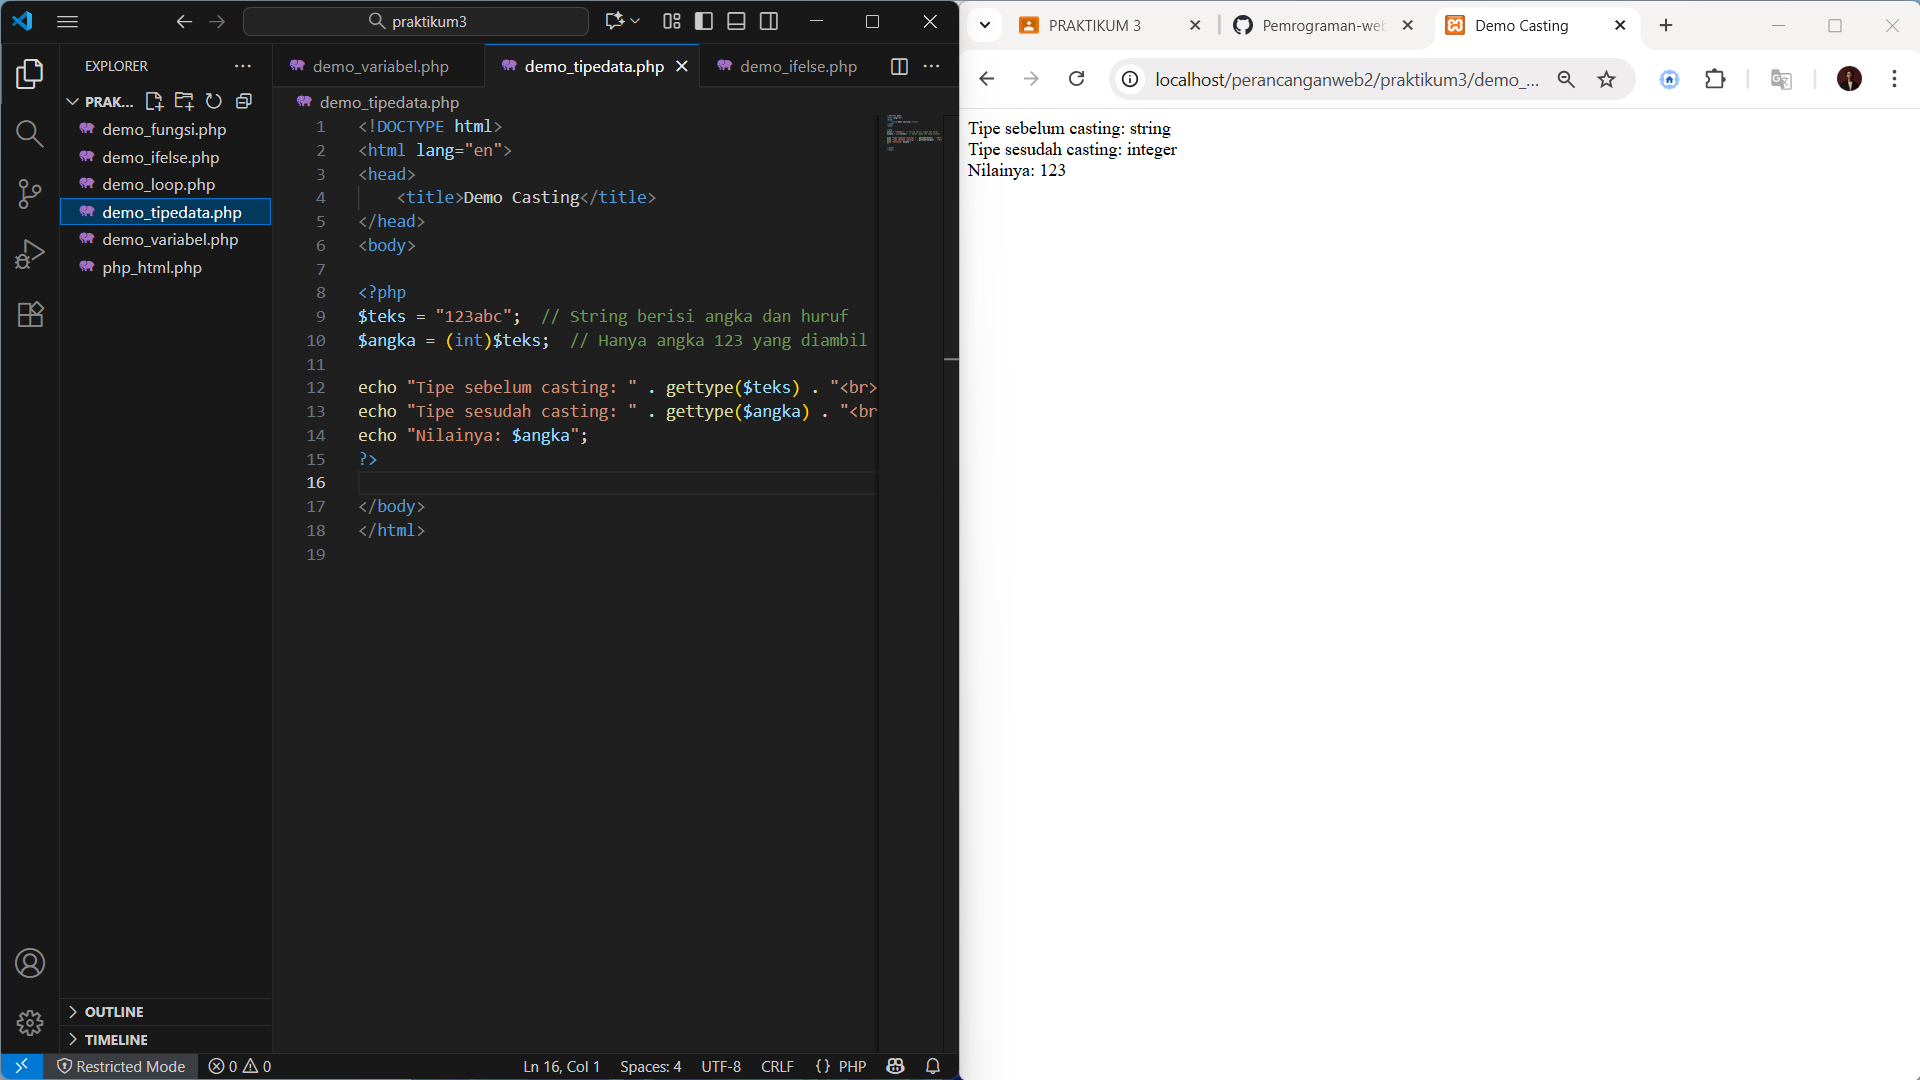 praktikum3
EXPLORER
PRAK...
demo_fungsi.php
demo_ifelse.php
demo_loop.php
demo_tipedata.php
demo_variabel.php
php_html.php
OUTLINE
TIMELINE
demo_variabel.php
demo_tipedata.php
demo_ifelse.php
demo_tipedata.php
1 <!DOCTYPE html>
2 <html lang="en">
3 <head>
4 <title>Demo Casting</title>
5 </head>
6 <body>
7
8 <?php
9 $teks = "123abc"; // String berisi angka dan huruf
10 $angka = (int)$teks; // Hanya angka 123 yang diambil
11
12 echo "Tipe sebelum casting: " . gettype($teks) . "<br>
13 echo "Tipe sesudah casting: " . gettype($angka) . "<br
14 echo "Nilainya: $angka";
15 ?>
16
17 </body>
18 </html>
19
Restricted Mode
0
0
Ln 16, Col 1
Spaces: 4
UTF-8
CRLF
{} PHP
PRAKTIKUM 3
Pemrograman-web
Demo Casting
localhost/perancanganweb2/praktikum3/demo_...
Tipe sebelum casting: string
Tipe sesudah casting: integer
Nilainya: 123